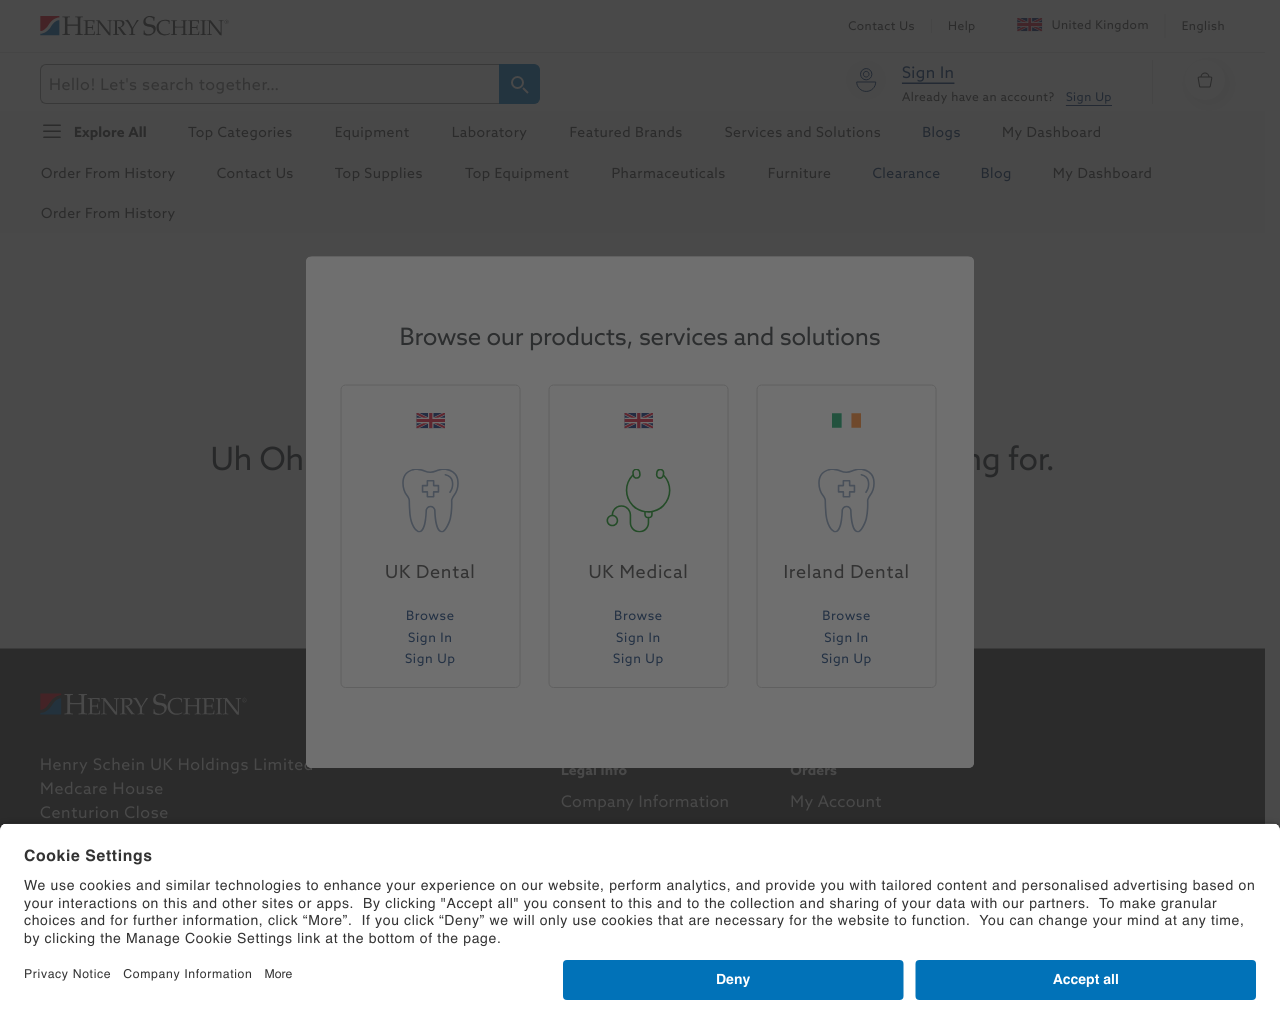 HENRY SCHEIN®
Contact Us
Help
United Kingdom
English
Hello! Let's search together...
Sign In
Already have an account? Sign Up
Explore All
Top Categories
Equipment
Laboratory
Featured Brands
Services and Solutions
Blogs
My Dashboard
Order From History
Contact Us
Top Supplies
Top Equipment
Pharmaceuticals
Furniture
Clearance
Blog
My Dashboard
Order From History
Browse our products, services and solutions
Uh Oh
ng for.
UK Dental
Browse
Sign In
Sign Up
UK Medical
Browse
Sign In
Sign Up
Ireland Dental
Browse
Sign In
Sign Up
HENRY SCHEIN®
Henry Schein UK Holdings Limited
Medcare House
Centurion Close
Legal Info
Company Information
Orders
My Account
Cookie Settings
We use cookies and similar technologies to enhance your experience on our website, perform analytics, and provide you with tailored content and personalised advertising based on
your interactions on this and other sites or apps.  By clicking "Accept all" you consent to this and to the collection and sharing of your data with our partners.  To make granular
choices and for further information, click “More”.  If you click “Deny” we will only use cookies that are necessary for the website to function.  You can change your mind at any time,
by clicking the Manage Cookie Settings link at the bottom of the page.
Privacy Notice
Company Information
More
Deny
Accept all